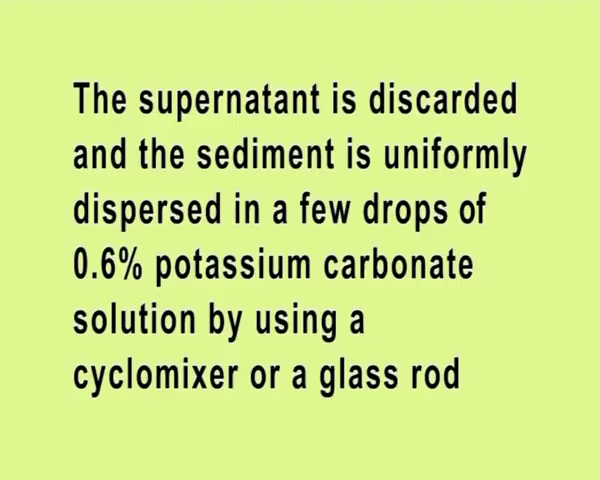 The supernatant is discarded
and the sediment is uniformly
dispersed in a few drops of
0.6% potassium carbonate
solution by using a
cyclomixer or a glass rod